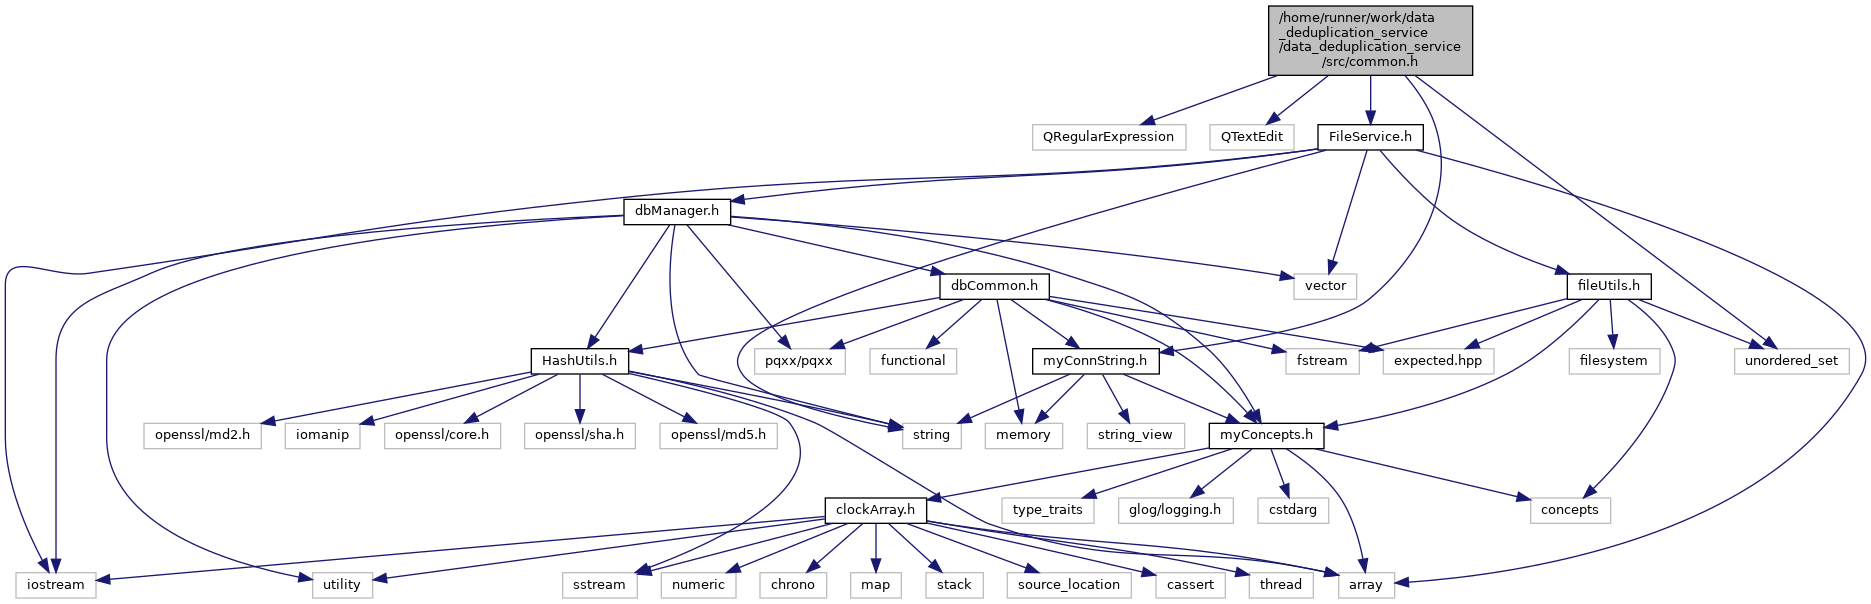 /home/runner/work/data
_deduplication_service
/data_deduplication_service
/src/common.h
QRegularExpression
QTextEdit
FileService.h
dbManager.h
dbCommon.h
vector
fileUtils.h
HashUtils.h
pqxx/pqxx
functional
myConnString.h
fstream
expected.hpp
filesystem
unordered_set
openssl/md2.h
iomanip
openssl/core.h
openssl/sha.h
openssl/md5.h
string
memory
string_view
myConcepts.h
clockArray.h
type_traits
glog/logging.h
cstdarg
concepts
iostream
utility
sstream
numeric
chrono
map
stack
source_location
cassert
thread
array